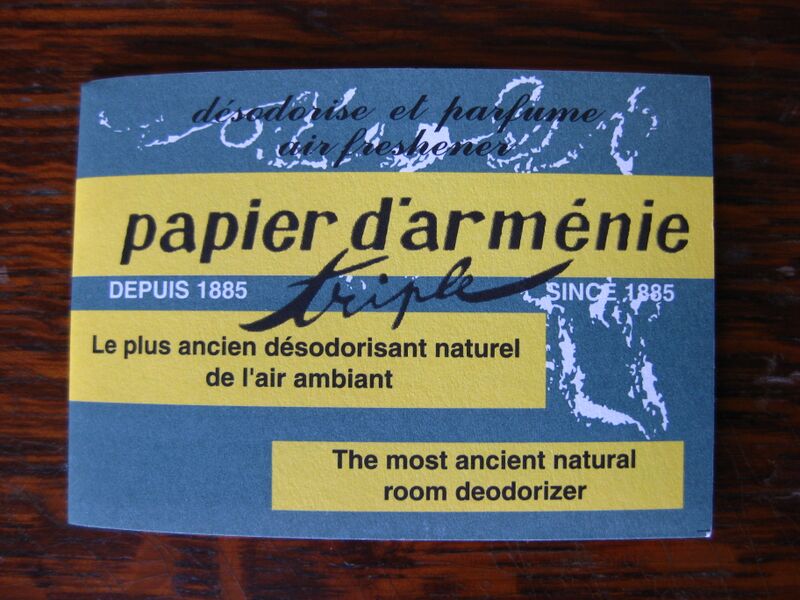 désodorise et parfume
air freshener
papier d'arménie
triple
DEPUIS 1885 SINCE 1885
Le plus ancien désodorisant naturel
de l'air ambiant
The most ancient natural
room deodorizer